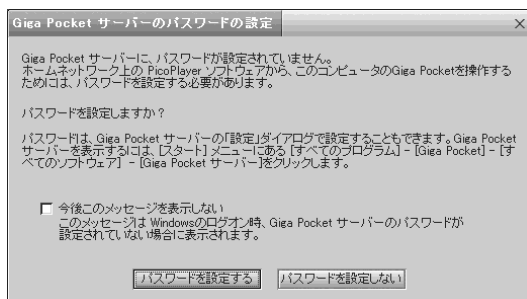 Giga Pocket サーバーのパスワードの設定
Giga Pocket サーバーに、パスワードが設定されていません。
ホームネットワーク上の PicoPlayer ソフトウェアから、このコンピュータのGiga Pocketを操作する
ためには、パスワードを設定する必要があります。
パスワードを設定しますか？
パスワードは、Giga Pocket サーバーの「設定」ダイアログで設定することもできます。Giga Pocket
サーバーを表示するには、[スタート] メニューにある [すべてのプログラム] - [Giga Pocket] - [す
べてのソフトウェア] - [Giga Pocket サーバー]をクリックします。
今後このメッセージを表示しない
このメッセージは Windowsのログオン時、Giga Pocket サーバーのパスワードが
設定されていない場合に表示されます。
パスワードを設定する パスワードを設定しない